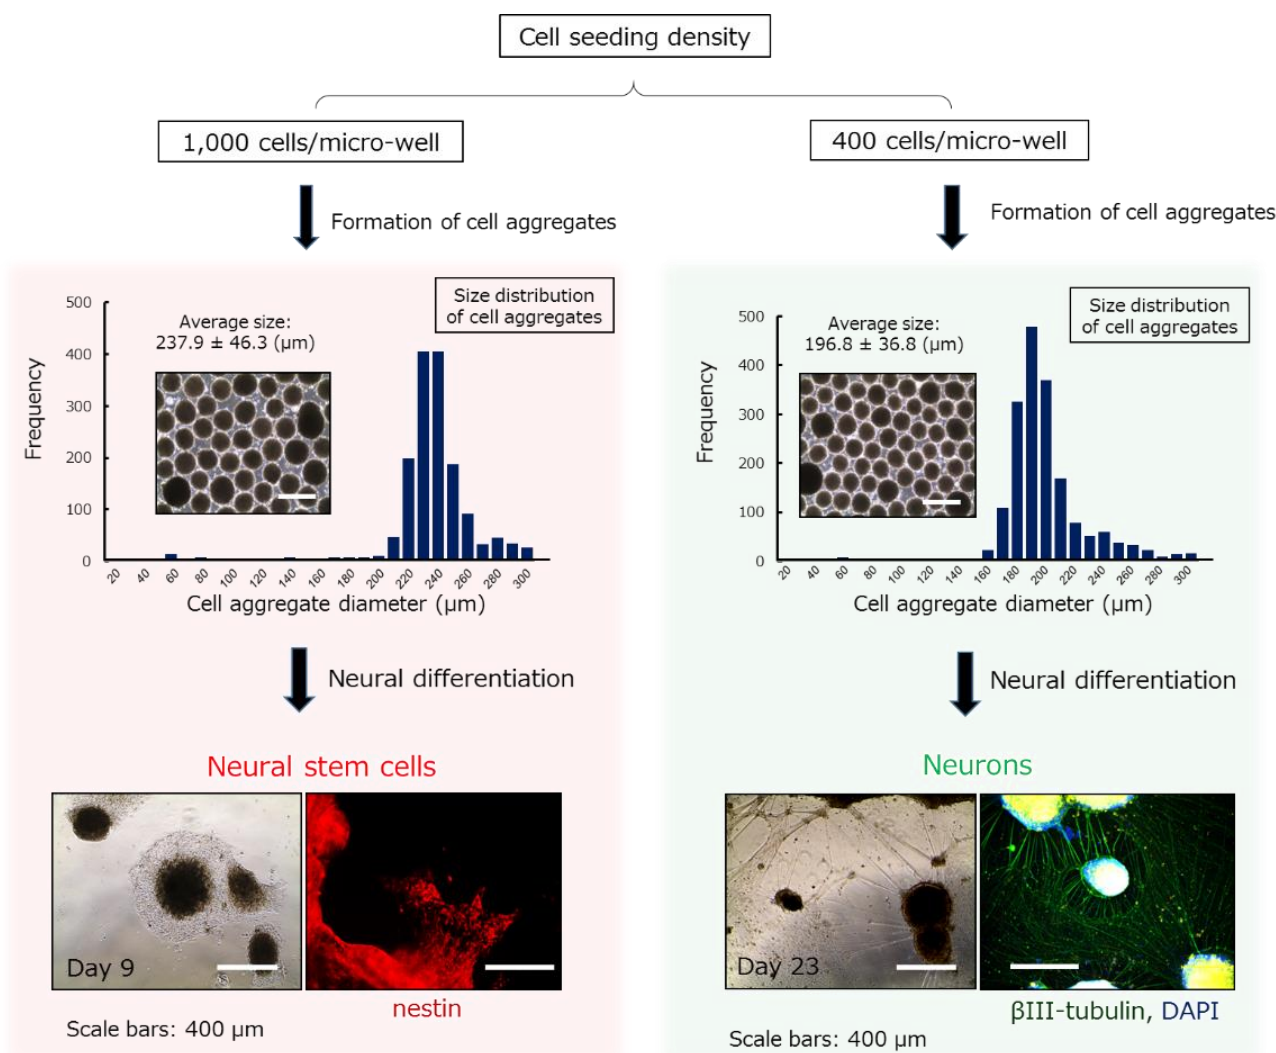 Cell seeding density
1,000 cells/micro-well
400 cells/micro-well
Formation of cell aggregates
Formation of cell aggregates
Size distribution
of cell aggregates
Average size:
237.9 ± 46.3 (μm)
Frequency
500
400
300
200
100
0
20 40 60 80 100 120 140 160 180 200 220 240 260 280 300
Cell aggregate diameter (μm)
Size distribution
of cell aggregates
Average size:
196.8 ± 36.8 (μm)
Frequency
500
400
300
200
100
0
20 40 60 80 100 120 140 160 180 200 220 240 260 280 300
Cell aggregate diameter (μm)
Neural differentiation
Neural differentiation
Neural stem cells
Day 9
nestin
Scale bars: 400 μm
Neurons
Day 23
βIII-tubulin, DAPI
Scale bars: 400 μm